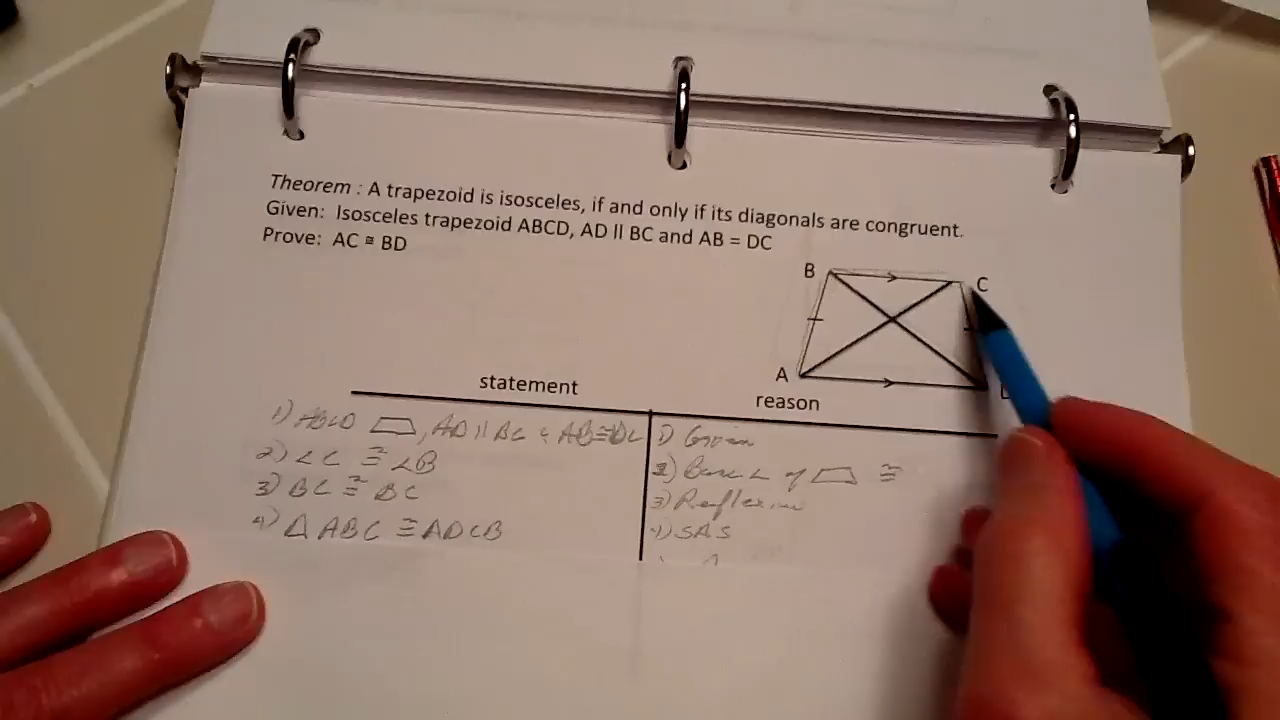 Theorem : A trapezoid is isosceles, if and only if its diagonals are congruent.
Given: Isosceles trapezoid ABCD, AD || BC and AB = DC
Prove: AC ≅ BD
B
C
A
statement
reason
1) ABCD ⏢, AD || BC & AB ≅ DC
1) Given
2) ∠C ≅ ∠B
2) Base ∠ of ⏢ ≅
3) BC ≅ BC
3) Reflexive
4) △ABC ≅ △DCB
4) SAS